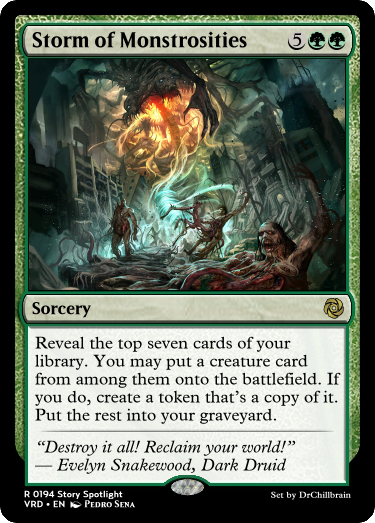 Storm of Monstrosities 5
Sorcery
Reveal the top seven cards of your
library. You may put a creature card
from among them onto the battlefield. If
you do, create a token that's a copy of it.
Put the rest into your graveyard.
“Destroy it all! Reclaim your world!”
— Evelyn Snakewood, Dark Druid
R 0194 Story Spotlight
VRD • EN Pedro Sena
Set by DrChillbrain